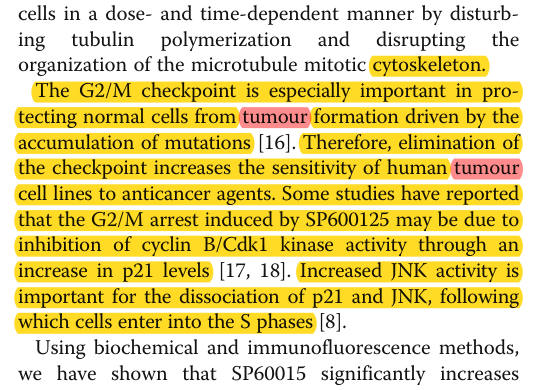 cells in a dose- and time-dependent manner by disturb-
ing tubulin polymerization and disrupting the
organization of the microtubule mitotic cytoskeleton.
The G2/M checkpoint is especially important in pro-
tecting normal cells from tumour formation driven by the
accumulation of mutations [16]. Therefore, elimination of
the checkpoint increases the sensitivity of human tumour
cell lines to anticancer agents. Some studies have reported
that the G2/M arrest induced by SP600125 may be due to
inhibition of cyclin B/Cdk1 kinase activity through an
increase in p21 levels [17, 18]. Increased JNK activity is
important for the dissociation of p21 and JNK, following
which cells enter into the S phases [8].
Using biochemical and immunofluorescence methods,
we have shown that SP60015 significantly increases